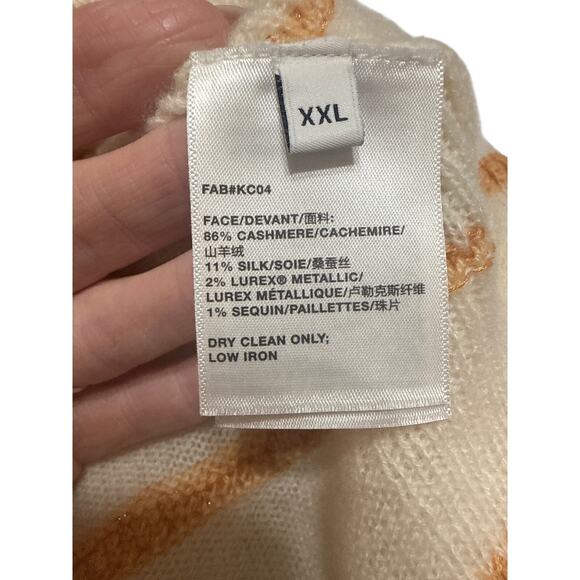 XXL
FAB#KC04
FACE/DEVANT/面料:
86% CASHMERE/CACHEMIRE/
山羊绒
11% SILK/SOIE/桑蚕丝
2% LUREX® METALLIC/
LUREX MÉTALLIQUE/卢勒克斯纤维
1% SEQUIN/PAILLETTES/珠片
DRY CLEAN ONLY;
LOW IRON